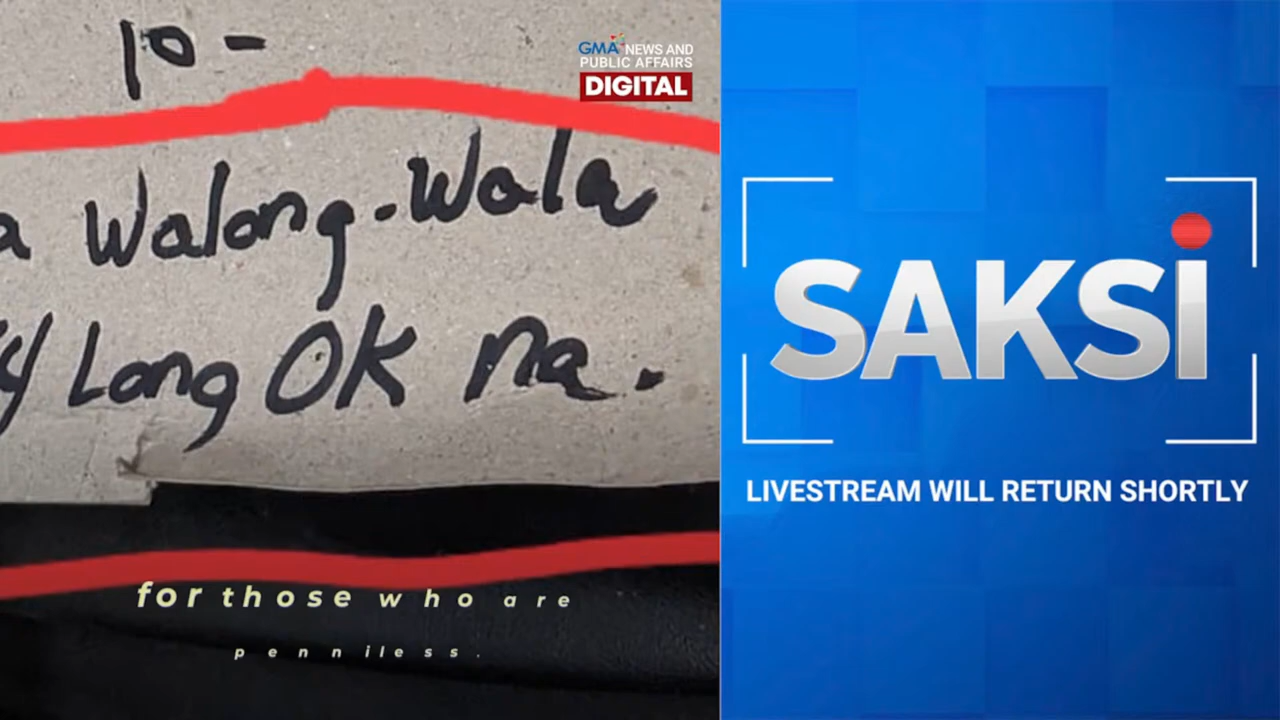 10-
Walong-Wala
Lang OK na.
GMA NEWS AND
PUBLIC AFFAIRS
DIGITAL
for those who are
penniless.
SAKSI
LIVESTREAM WILL RETURN SHORTLY